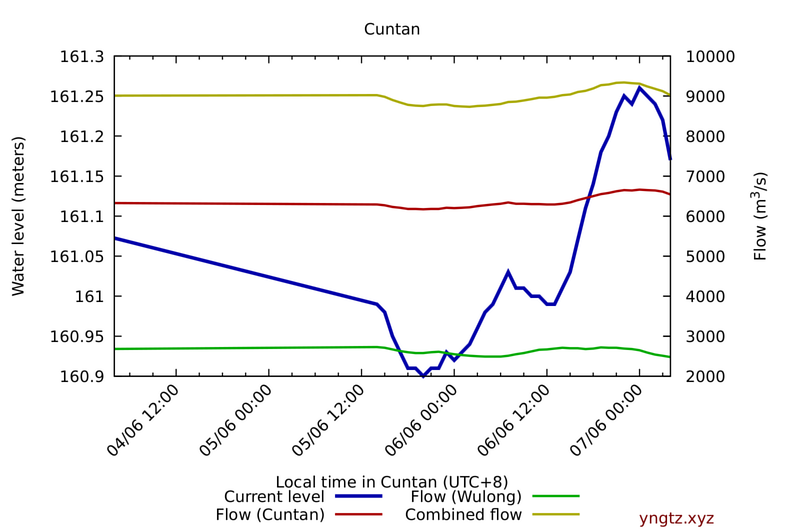 Cuntan
161.3
161.25
161.2
161.15
161.1
161.05
161
160.95
160.9
Water level (meters)
10000
9000
8000
7000
6000
5000
4000
3000
2000
Flow (m³/s)
04/06 12:00
05/06 00:00
05/06 12:00
06/06 00:00
06/06 12:00
07/06 00:00
Local time in Cuntan (UTC+8)
Current level
Flow (Wulong)
Flow (Cuntan)
Combined flow
yngtz.xyz